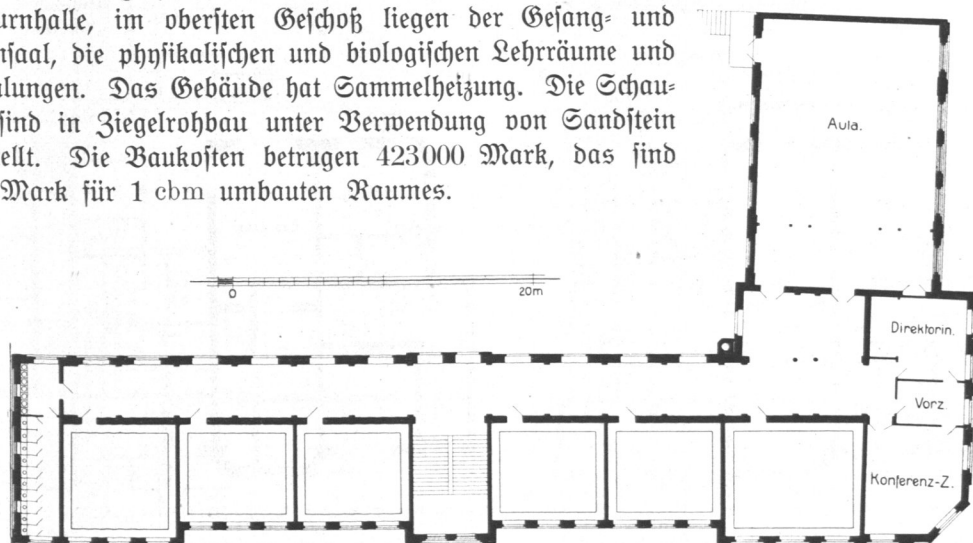 urnhalle, im obersten Geschoß liegen der Gesang- und
nsaal, die physikalischen und biologischen Lehrräume und
lungen. Das Gebäude hat Sammelheizung. Die Schau-
sind in Ziegelrohbau unter Verwendung von Sandstein
ellt. Die Baukosten betrugen 423000 Mark, das sind
Mark für 1 cbm umbauten Raumes.
Aula.
0 20m
Direktorin.
Vorz.
Konferenz-Z.